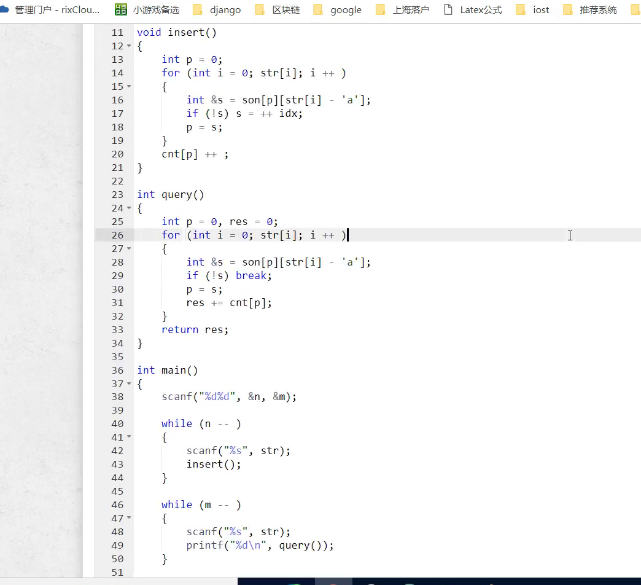 管理门户 - rixClou... 小游戏备选 django 区块链 google 上海落户 Latex公式 iost 推荐系统
11 void insert()
12 {
13     int p = 0;
14     for (int i = 0; str[i]; i ++ )
15     {
16         int &s = son[p][str[i] - 'a'];
17         if (!s) s = ++ idx;
18         p = s;
19     }
20     cnt[p] ++ ;
21 }
22
23 int query()
24 {
25     int p = 0, res = 0;
26     for (int i = 0; str[i]; i ++ )
27     {
28         int &s = son[p][str[i] - 'a'];
29         if (!s) break;
30         p = s;
31         res += cnt[p];
32     }
33     return res;
34 }
35
36 int main()
37 {
38     scanf("%d%d", &n, &m);
39
40     while (n -- )
41     {
42         scanf("%s", str);
43         insert();
44     }
45
46     while (m -- )
47     {
48         scanf("%s", str);
49         printf("%d\n", query());
50     }
51